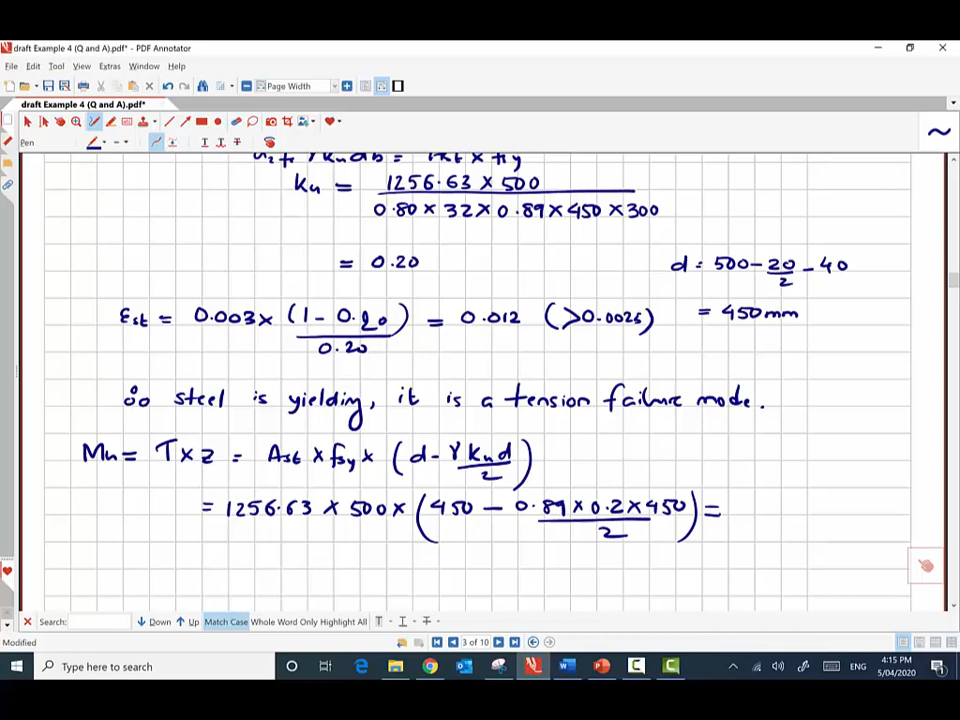 draft Example 4 (Q and A).pdf* - PDF Annotator
File Edit Tool View Extras Window Help
Page Width
draft Example 4 (Q and A).pdf*
Pen
γ ku d b =
ku = 1256.63 × 500
0.80 × 32 × 0.89 × 450 × 300
= 0.20
d = 500 - 20/2 - 40
= 450mm
εst = 0.003 × (1 - 0.20)/0.20 = 0.012 (>0.0025)
∴ steel is yielding, it is a tension failure mode.
Mu = T × z = Ast × fsy × (d - γ ku d/2)
= 1256.63 × 500 × (450 - 0.89 × 0.2 × 450/2) =
Search: Down Up Match Case Whole Word Only Highlight All
Modified
3 of 10
Type here to search
ENG
4:15 PM
5/04/2020